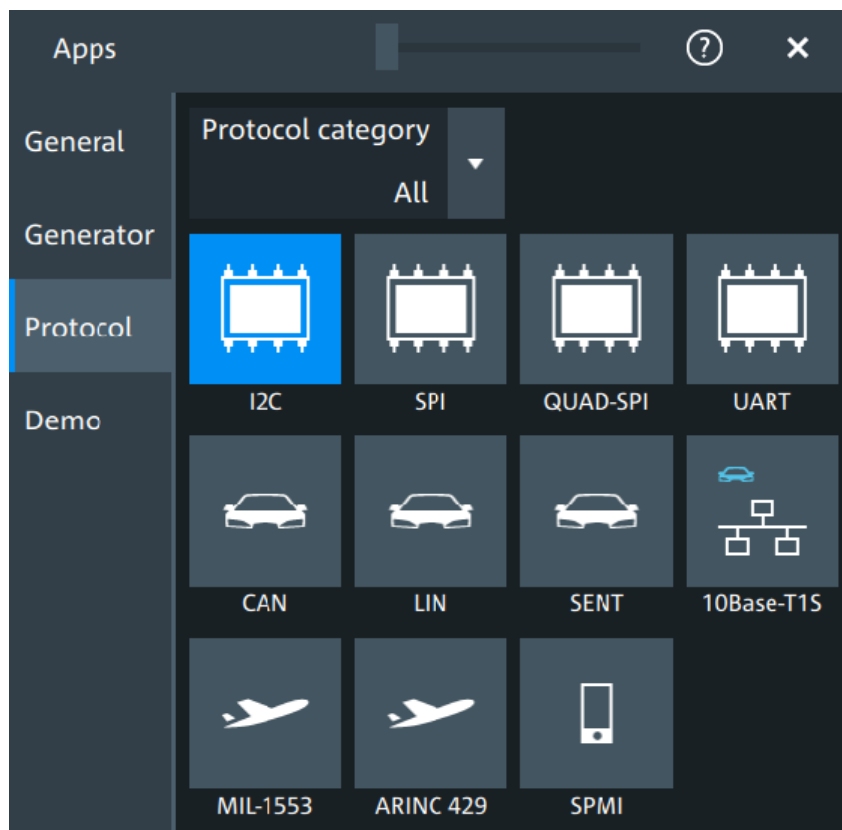 Apps
?
General
Generator
Protocol
Demo
Protocol category
All
I2C
SPI
QUAD-SPI
UART
CAN
LIN
SENT
10Base-T1S
MIL-1553
ARINC 429
SPMI